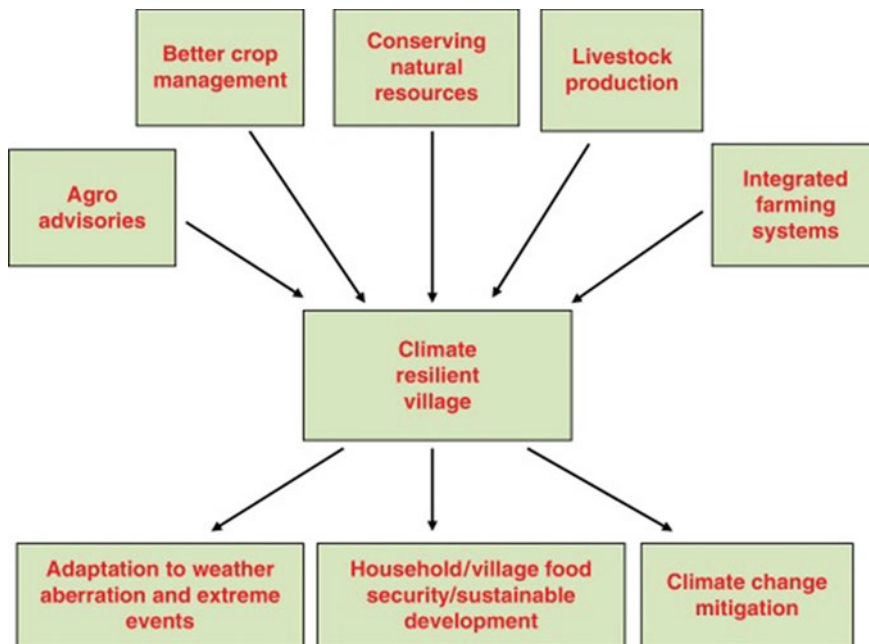 Better crop
management
Conserving
natural
resources
Livestock
production
Agro
advisories
Integrated
farming
systems
Climate
resilient
village
Adaptation to weather
aberration and extreme
events
Household/village food
security/sustainable
development
Climate change
mitigation